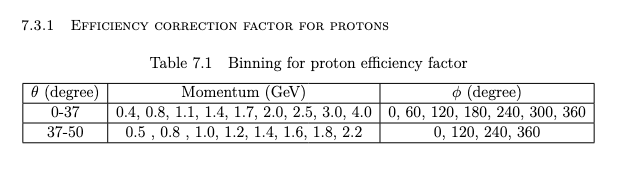 7.3.1 Efficiency correction factor for protons
Table 7.1 Binning for proton efficiency factor
θ (degree) Momentum (GeV) ϕ (degree)
0-37 0.4, 0.8, 1.1, 1.4, 1.7, 2.0, 2.5, 3.0, 4.0 0, 60, 120, 180, 240, 300, 360
37-50 0.5 , 0.8 , 1.0, 1.2, 1.4, 1.6, 1.8, 2.2 0, 120, 240, 360